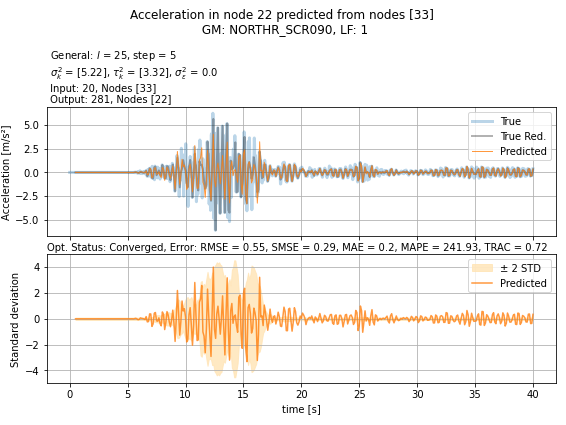 Acceleration in node 22 predicted from nodes [33]
GM: NORTHR_SCR090, LF: 1
General: l = 25, step = 5
σ²ₖ = [5.22], τ²ₖ = [3.32], σ²ε = 0.0
Input: 20, Nodes [33]
Output: 281, Nodes [22]
Acceleration [m/s²]
5.0
2.5
0.0
−2.5
−5.0
True
True Red.
Predicted
Opt. Status: Converged, Error: RMSE = 0.55, SMSE = 0.29, MAE = 0.2, MAPE = 241.93, TRAC = 0.72
Standard deviation
4
2
0
−2
−4
± 2 STD
Predicted
0 5 10 15 20 25 30 35 40
time [s]